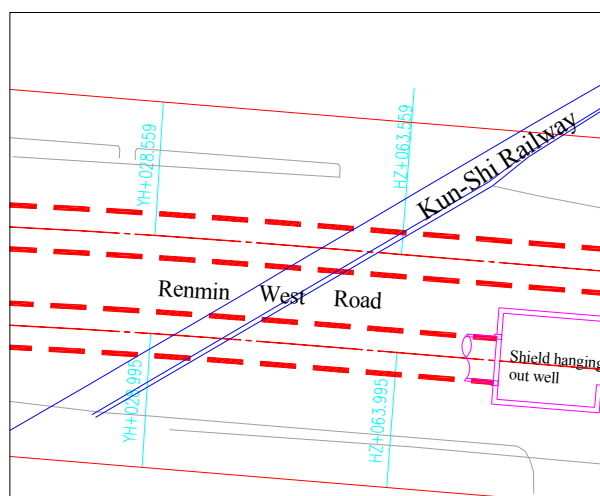 YH+028.559
HZ+063.559
Kun-Shi Railway
Renmin West Road
Shield hanging
out well
YH+028.995
HZ+063.995